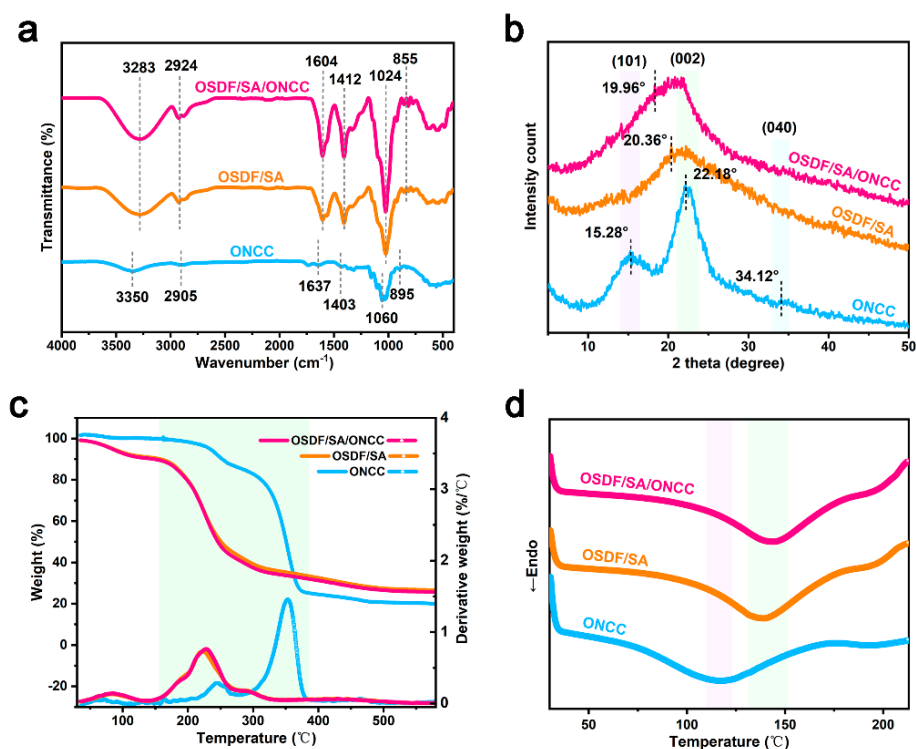 a
3283 2924 1604 1412 1024 855
OSDF/SA/ONCC
OSDF/SA
ONCC
3350 2905 1637 1403 1060 895
Transmittance (%)
4000 3500 3000 2500 2000 1500 1000 500
Wavenumber (cm⁻¹)
b
(101) (002)
19.96°
(040)
20.36°
OSDF/SA/ONCC
22.18°
OSDF/SA
15.28°
34.12°
ONCC
Intensity count
10 20 30 40 50
2 theta (degree)
c
OSDF/SA/ONCC
OSDF/SA
ONCC
Weight (%)
100
80
60
40
20
0
-20
Derivative weight (%/℃)
4
3
2
1
0
100 200 300 400 500
Temperature (℃)
d
OSDF/SA/ONCC
OSDF/SA
ONCC
←Endo
50 100 150 200
Temperature (℃)